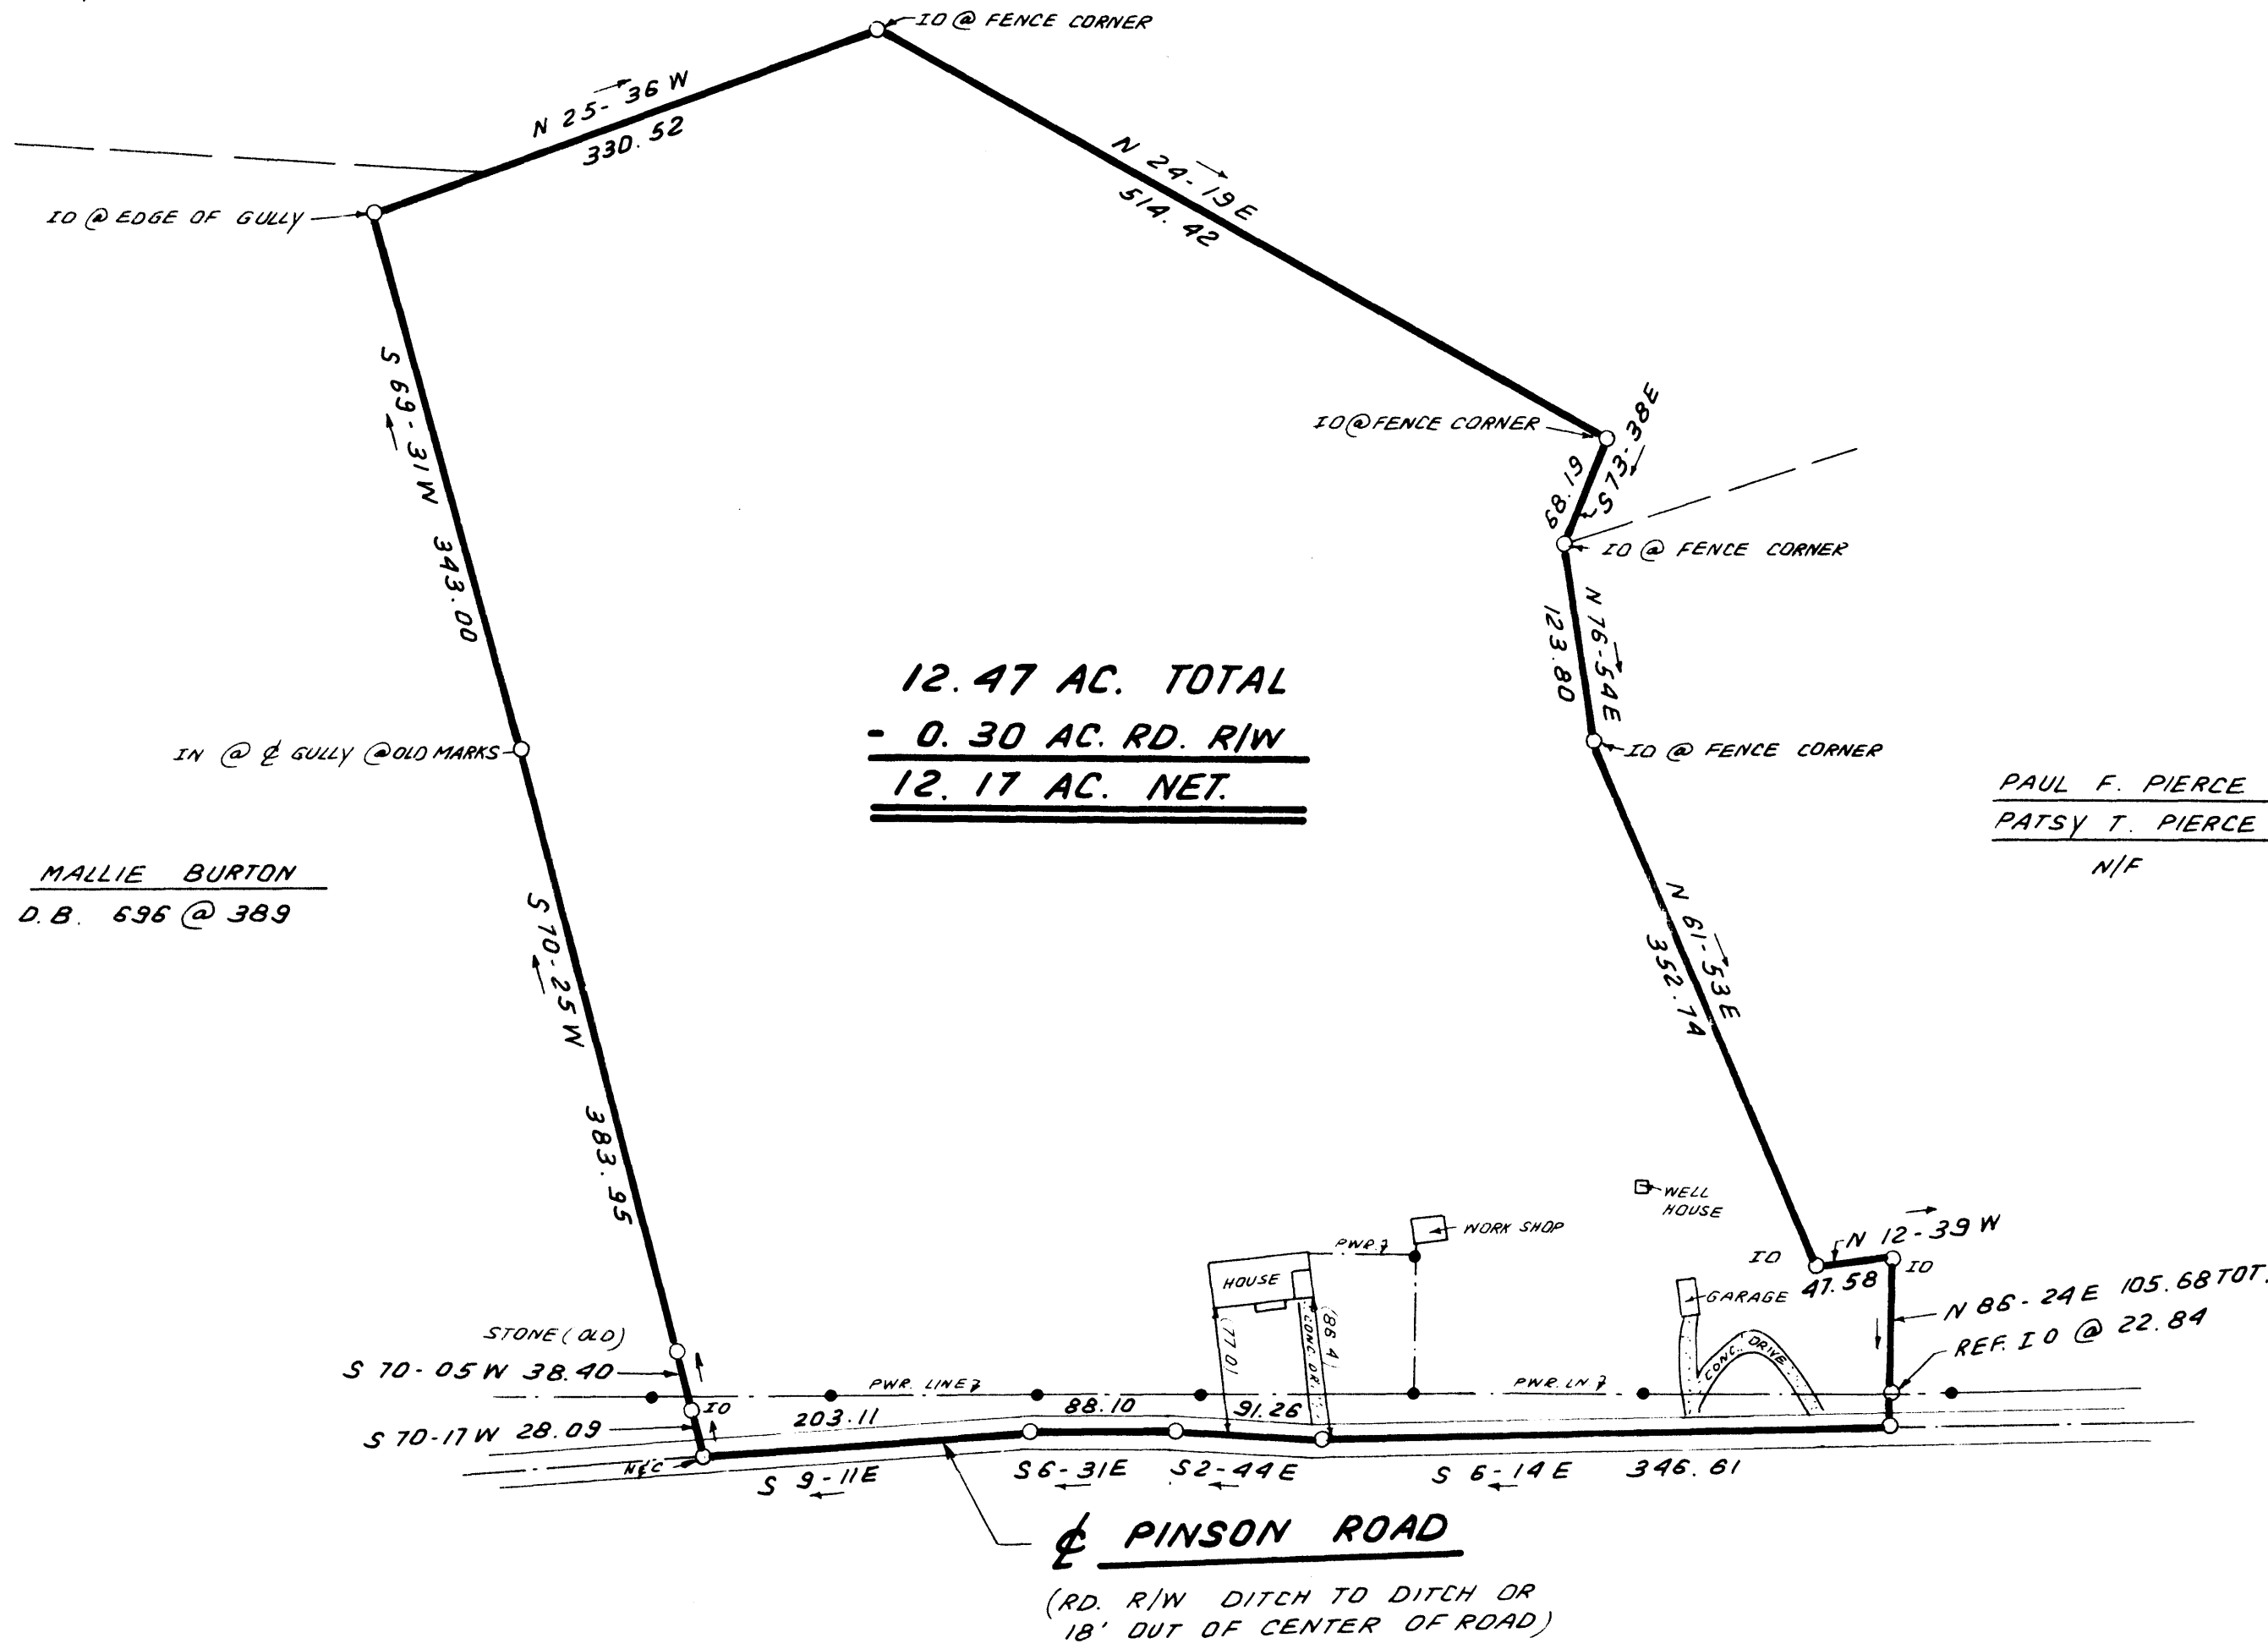 IO @ FENCE CORNER
N 25-36 W
330.52
N 24-19 E
514.42
IO @ EDGE OF GULLY
S 69-31 W 343.00
IO @ FENCE CORNER
S 73-38 E
68.19
IO @ FENCE CORNER
N 76-54 E
123.80
12.47 AC. TOTAL
- 0.30 AC. RD. R/W
12.17 AC. NET.
IN @ ℄ GULLY @ OLD MARKS
IO @ FENCE CORNER
PAUL F. PIERCE
PATSY T. PIERCE
N/F
MALLIE BURTON
D.B. 696 @ 389
S 70-25 W 383.95
N 61-53 E
352.74
WELL
HOUSE
WORK SHOP
PWR.
HOUSE
IO
N 12-39 W
47.58
IO
GARAGE
N 86-24 E 105.68 TOT.
REF. IO @ 22.84
STONE (OLD)
S 70-05 W 38.40
(77.0)
CONC. DR.
(86.4)
CONC. DRIVE
PWR. LINE
PWR. LN
IO
S 70-17 W 28.09
203.11
88.10
91.26
N&C
S 9-11 E
S 6-31 E
S 2-44 E
S 6-14 E 346.61
℄ PINSON ROAD
(RD. R/W DITCH TO DITCH OR
18' OUT OF CENTER OF ROAD)